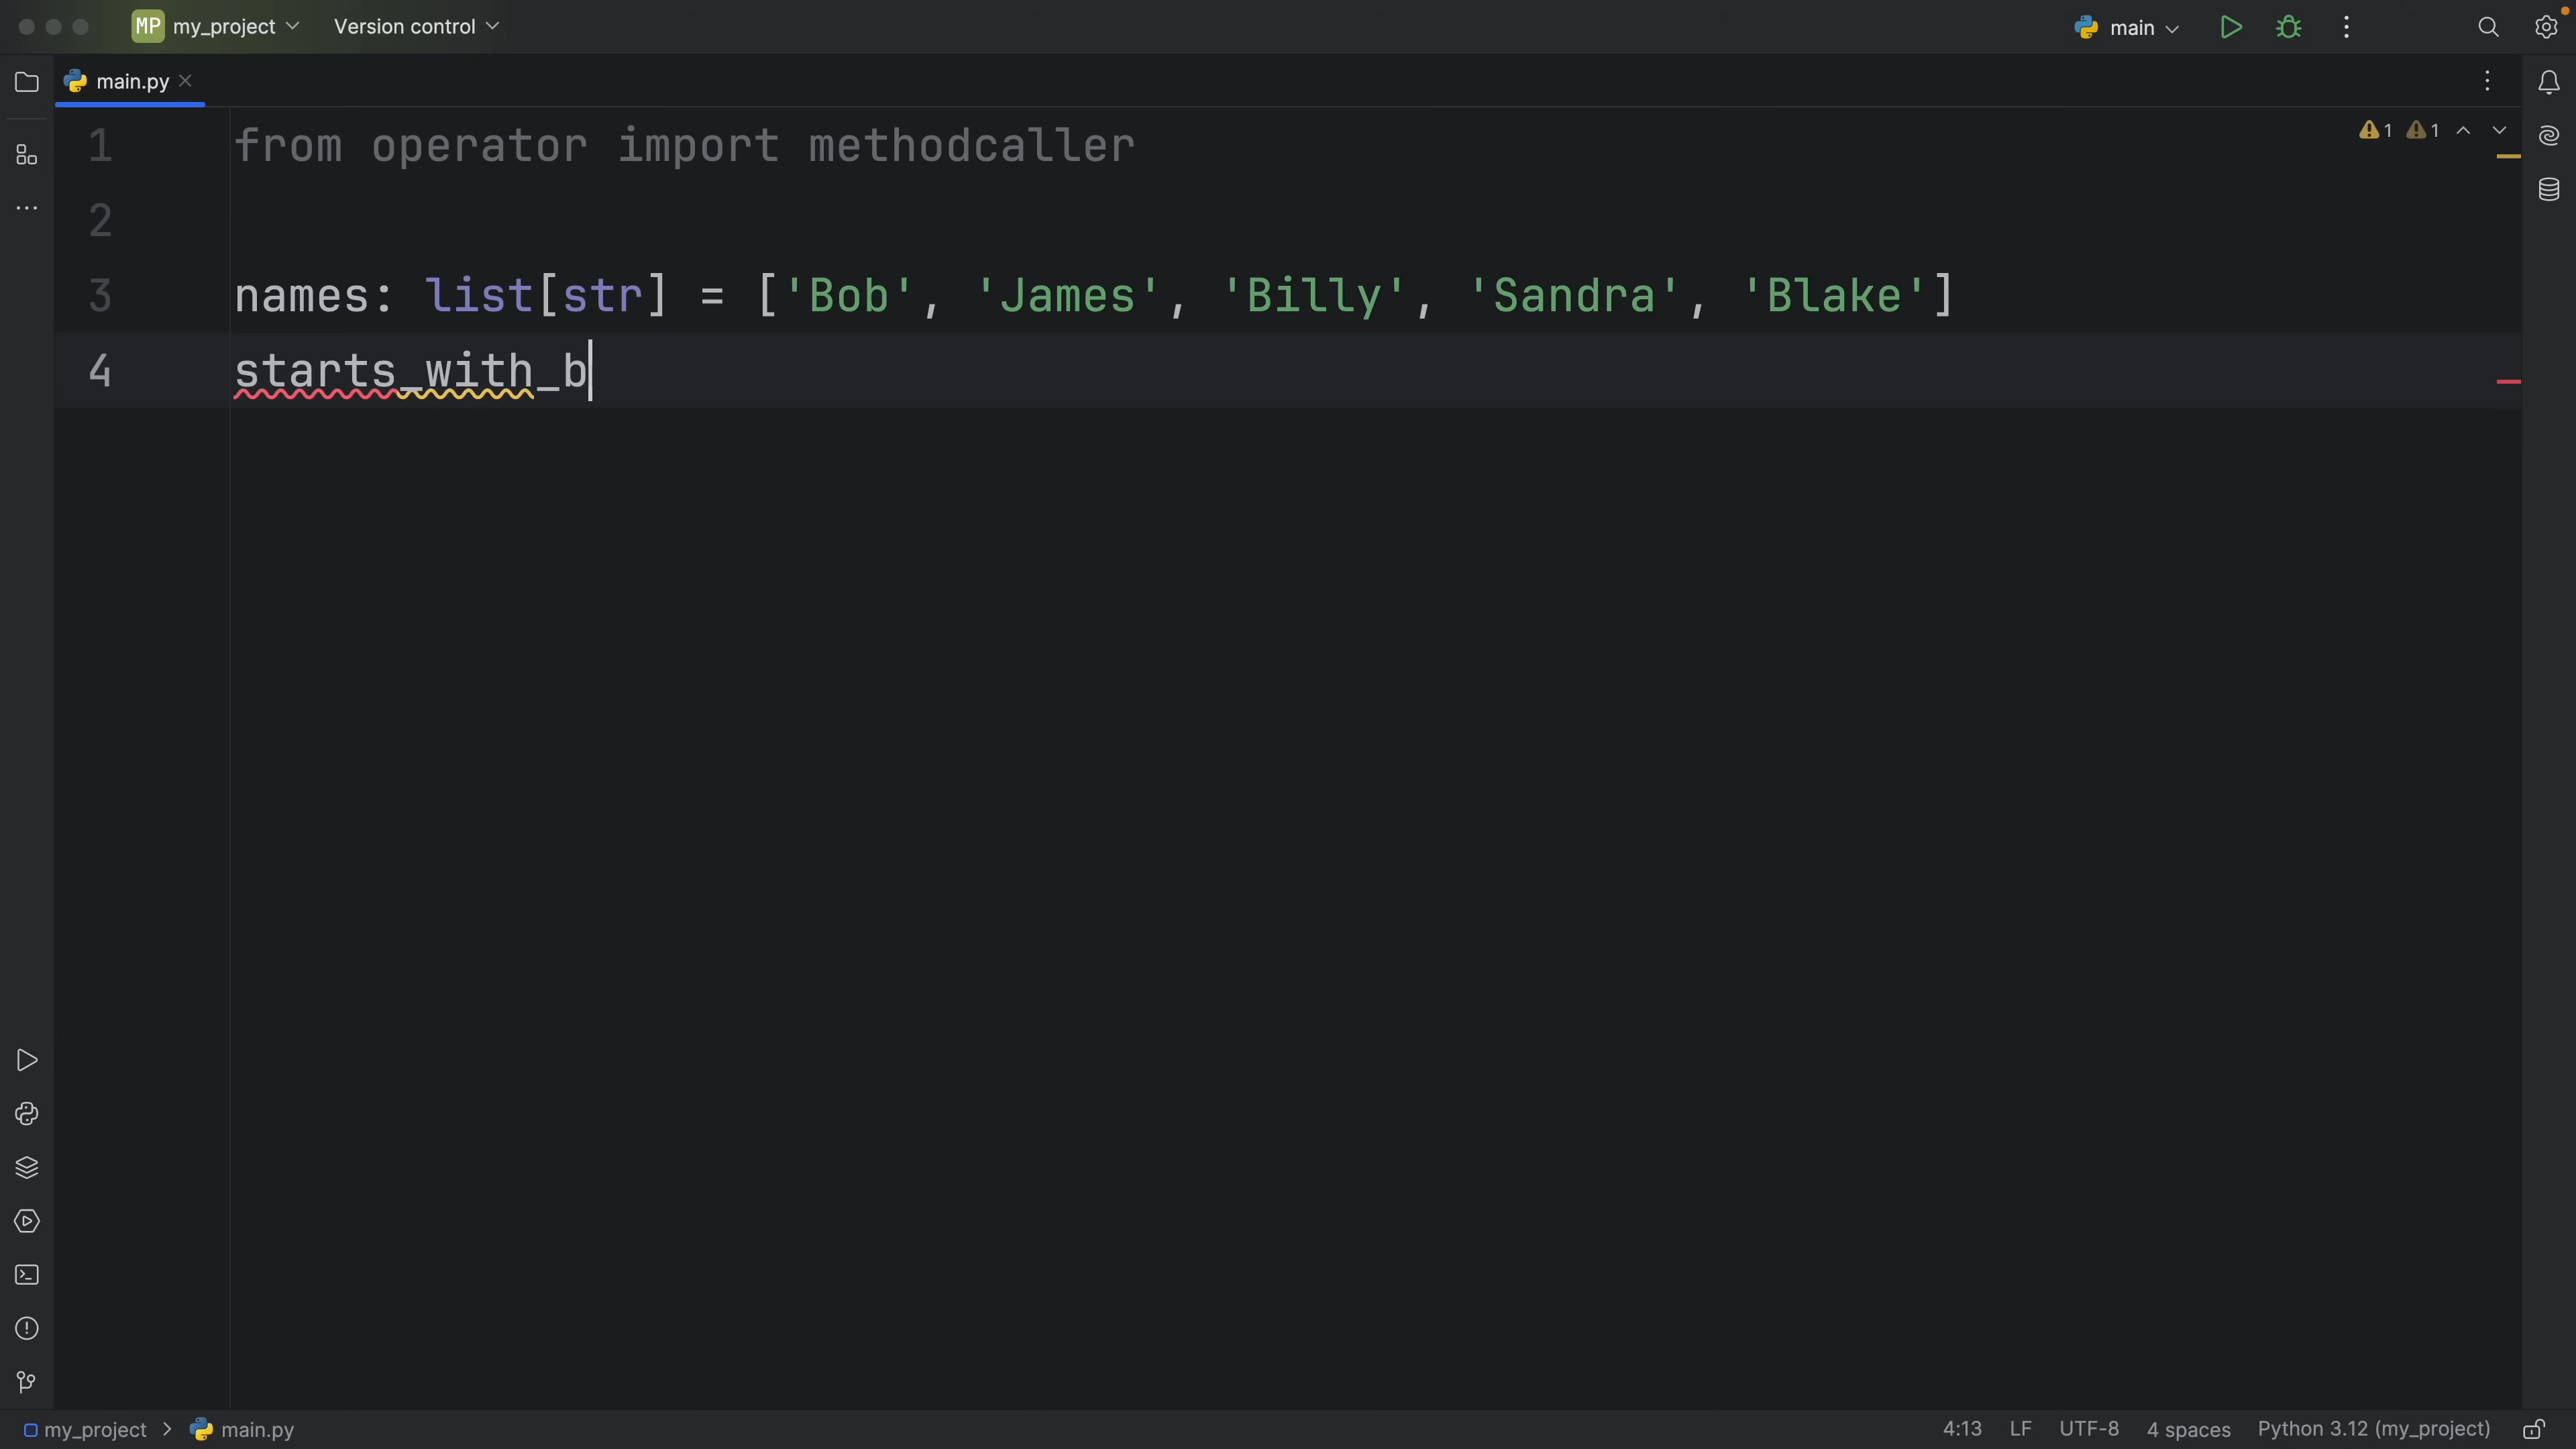 MP my_project Version control main
main.py
1 from operator import methodcaller
1 1
2
3 names: list[str] = ['Bob', 'James', 'Billy', 'Sandra', 'Blake']
4 starts_with_b
my_project > main.py 4:13 LF UTF-8 4 spaces Python 3.12 (my_project)